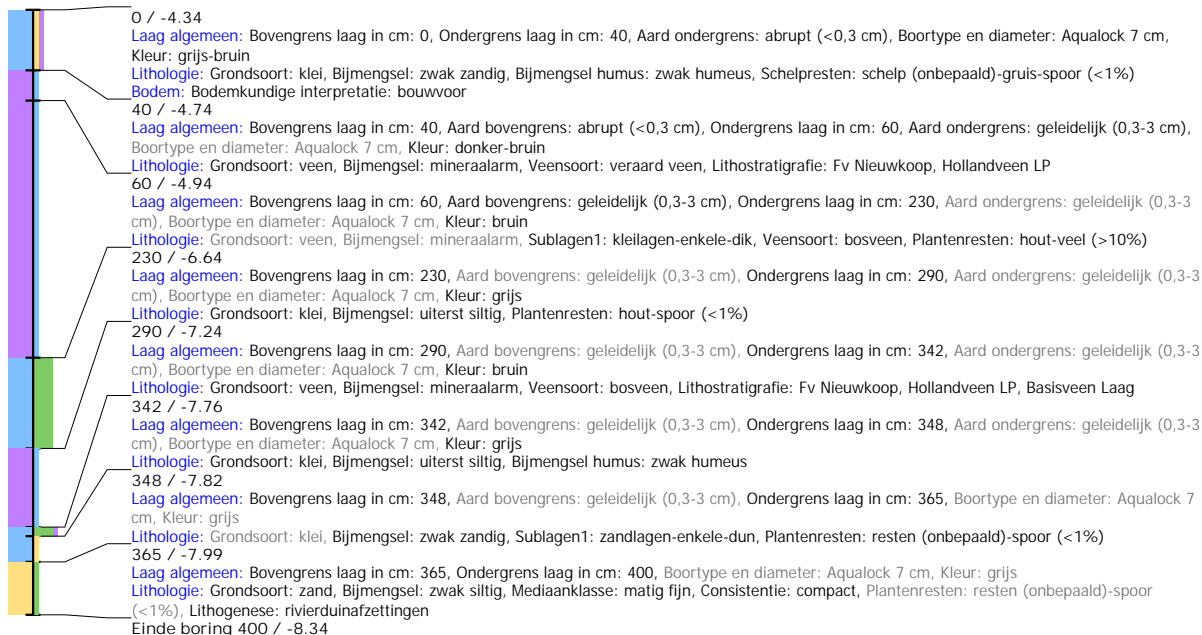 0 / -4.34
Laag algemeen: Bovengrens laag in cm: 0, Ondergrens laag in cm: 40, Aard ondergrens: abrupt (<0,3 cm), Boortype en diameter: Aqualock 7 cm,
Kleur: grijs-bruin
Lithologie: Grondsoort: klei, Bijmengsel: zwak zandig, Bijmengsel humus: zwak humeus, Schelpresten: schelp (onbepaald)-gruis-spoor (<1%)
Bodem: Bodemkundige interpretatie: bouwvoor
40 / -4.74
Laag algemeen: Bovengrens laag in cm: 40, Aard bovengrens: abrupt (<0,3 cm), Ondergrens laag in cm: 60, Aard ondergrens: geleidelijk (0,3-3 cm),
Boortype en diameter: Aqualock 7 cm, Kleur: donker-bruin
Lithologie: Grondsoort: veen, Bijmengsel: mineraalarm, Veensoort: veraard veen, Lithostratigrafie: Fv Nieuwkoop, Hollandveen LP
60 / -4.94
Laag algemeen: Bovengrens laag in cm: 60, Aard bovengrens: geleidelijk (0,3-3 cm), Ondergrens laag in cm: 230, Aard ondergrens: geleidelijk (0,3-3
cm), Boortype en diameter: Aqualock 7 cm, Kleur: bruin
Lithologie: Grondsoort: veen, Bijmengsel: mineraalarm, Sublagen1: kleilagen-enkele-dik, Veensoort: bosveen, Plantenresten: hout-veel (>10%)
230 / -6.64
Laag algemeen: Bovengrens laag in cm: 230, Aard bovengrens: geleidelijk (0,3-3 cm), Ondergrens laag in cm: 290, Aard ondergrens: geleidelijk (0,3-3
cm), Boortype en diameter: Aqualock 7 cm, Kleur: grijs
Lithologie: Grondsoort: klei, Bijmengsel: uiterst siltig, Plantenresten: hout-spoor (<1%)
290 / -7.24
Laag algemeen: Bovengrens laag in cm: 290, Aard bovengrens: geleidelijk (0,3-3 cm), Ondergrens laag in cm: 342, Aard ondergrens: geleidelijk (0,3-3
cm), Boortype en diameter: Aqualock 7 cm, Kleur: bruin
Lithologie: Grondsoort: veen, Bijmengsel: mineraalarm, Veensoort: bosveen, Lithostratigrafie: Fv Nieuwkoop, Hollandveen LP, Basisveen Laag
342 / -7.76
Laag algemeen: Bovengrens laag in cm: 342, Aard bovengrens: geleidelijk (0,3-3 cm), Ondergrens laag in cm: 348, Aard ondergrens: geleidelijk (0,3-3
cm), Boortype en diameter: Aqualock 7 cm, Kleur: grijs
Lithologie: Grondsoort: klei, Bijmengsel: uiterst siltig, Bijmengsel humus: zwak humeus
348 / -7.82
Laag algemeen: Bovengrens laag in cm: 348, Aard bovengrens: geleidelijk (0,3-3 cm), Ondergrens laag in cm: 365, Boortype en diameter: Aqualock 7
cm, Kleur: grijs
Lithologie: Grondsoort: klei, Bijmengsel: zwak zandig, Sublagen1: zandlagen-enkele-dun, Plantenresten: resten (onbepaald)-spoor (<1%)
365 / -7.99
Laag algemeen: Bovengrens laag in cm: 365, Ondergrens laag in cm: 400, Boortype en diameter: Aqualock 7 cm, Kleur: grijs
Lithologie: Grondsoort: zand, Bijmengsel: zwak siltig, Mediaanklasse: matig fijn, Consistentie: compact, Plantenresten: resten (onbepaald)-spoor
(<1%), Lithogenese: rivierduinafzettingen
Einde boring 400 / -8.34